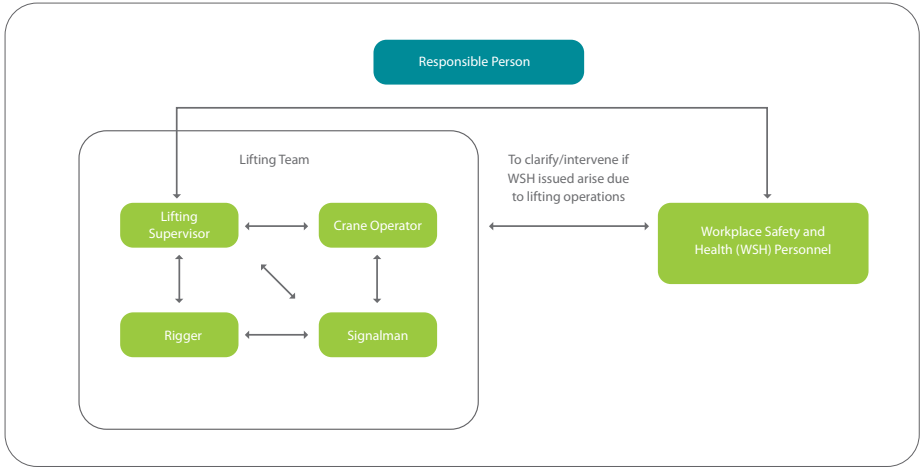 Responsible Person
Lifting Team
To clarify/intervene if
WSH issued arise due
to lifting operations
Lifting
Supervisor
Crane Operator
Workplace Safety and
Health (WSH) Personnel
Rigger
Signalman